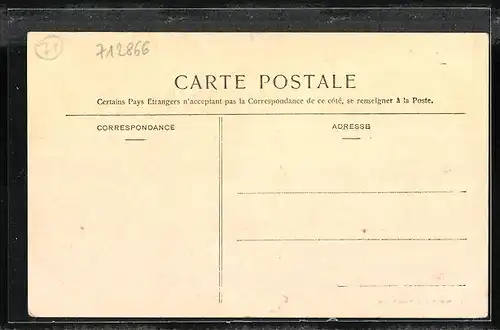 71
712866
CARTE POSTALE
Certains Pays Etrangers n'acceptant pas la Correspondance de ce côté, se renseigner à la Poste.
CORRESPONDANCE
ADRESSE